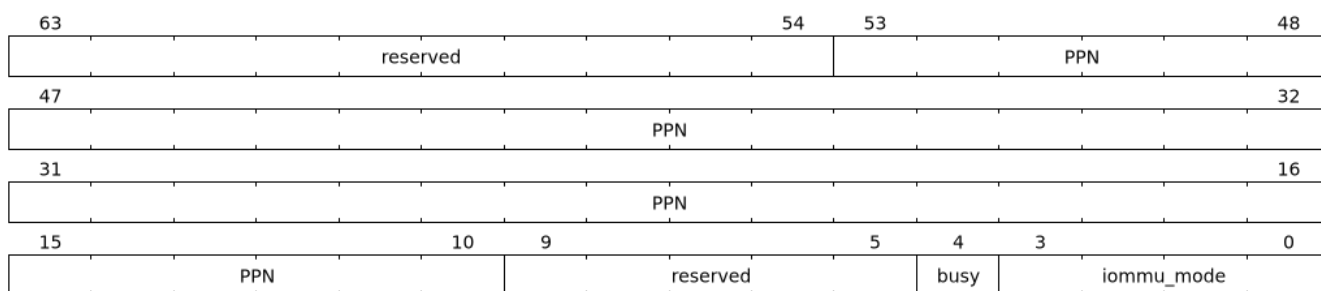 63 54 53 48
reserved PPN
47 32
PPN
31 16
PPN
15 10 9 5 4 3 0
PPN reserved busy iommu_mode